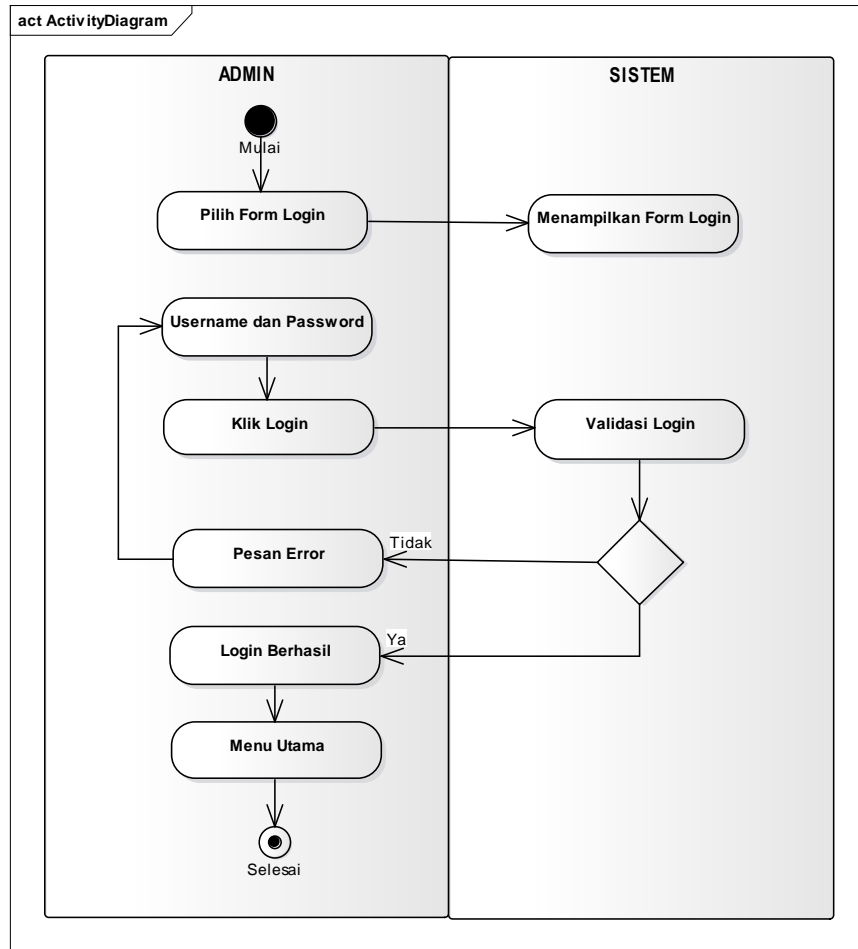 act ActivityDiagram
ADMIN
SISTEM
Mulai
Pilih Form Login
Menampilkan Form Login
Username dan Password
Klik Login
Validasi Login
Tidak
Pesan Error
Ya
Login Berhasil
Menu Utama
Selesai